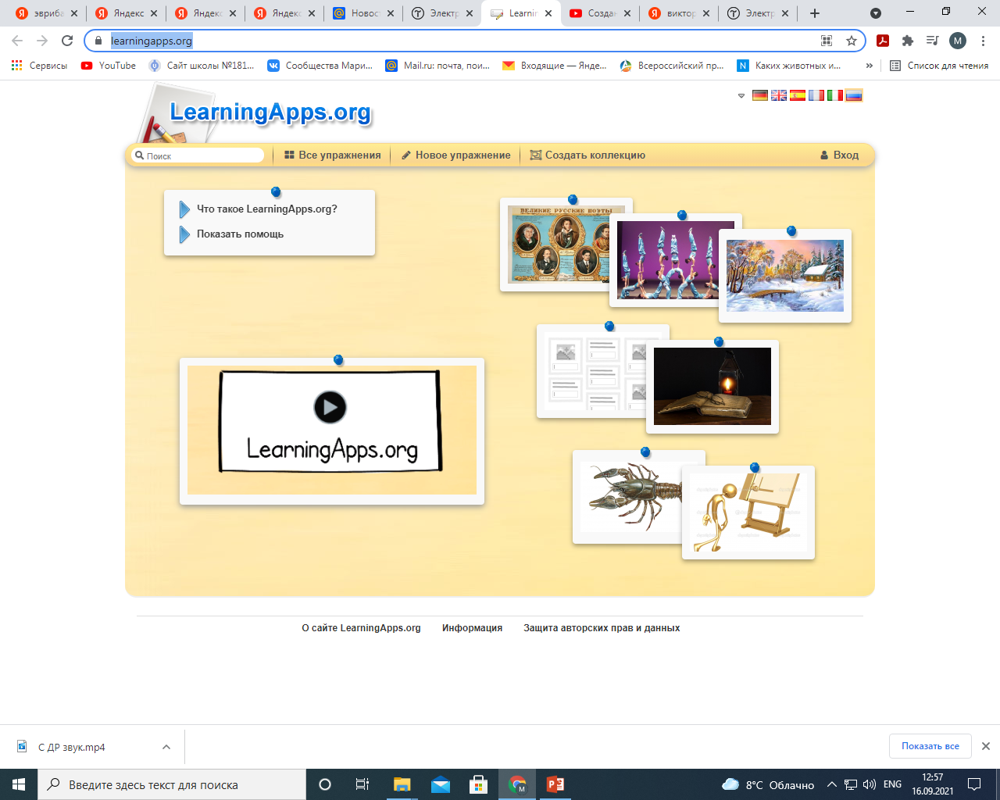 эвриба
Яндекс
Яндекс
Яндекс
Новос
Электр
Learnin
Создан
виктор
Электр
learningapps.org
M
Сервисы
YouTube
Сайт школы №181...
Сообщества Мари...
Mail.ru: почта, пои...
Входящие — Янде...
Всероссийский пр...
Каких животных и...
»
Список для чтения
LearningApps.org
Поиск
Все упражнения
Новое упражнение
Создать коллекцию
Вход
Что такое LearningApps.org?
Показать помощь
ВЕЛИКИЕ РУССКИЕ ПОЭТЫ
LearningApps.org
О сайте LearningApps.org
Информация
Защита авторских прав и данных
С ДР звук.mp4
Показать все
Введите здесь текст для поиска
8°C Облачно
ENG
12:57
16.09.2021